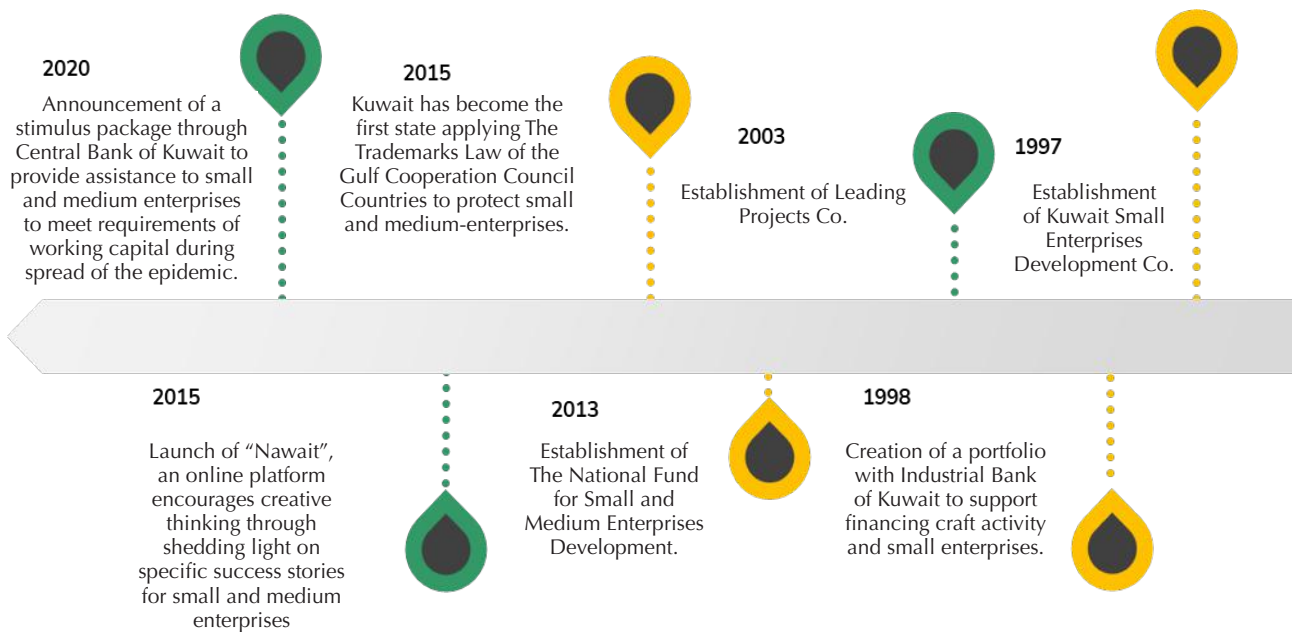 2020
Announcement of a
stimulus package through
Central Bank of Kuwait to
provide assistance to small
and medium enterprises
to meet requirements of
working capital during
spread of the epidemic.
2015
Kuwait has become the
first state applying The
Trademarks Law of the
Gulf Cooperation Council
Countries to protect small
and medium-enterprises.
2003
Establishment of Leading
Projects Co.
1997
Establishment
of Kuwait Small
Enterprises
Development Co.
2015
Launch of “Nawait”,
an online platform
encourages creative
thinking through
shedding light on
specific success stories
for small and medium
enterprises
2013
Establishment of
The National Fund
for Small and
Medium Enterprises
Development.
1998
Creation of a portfolio
with Industrial Bank
of Kuwait to support
financing craft activity
and small enterprises.